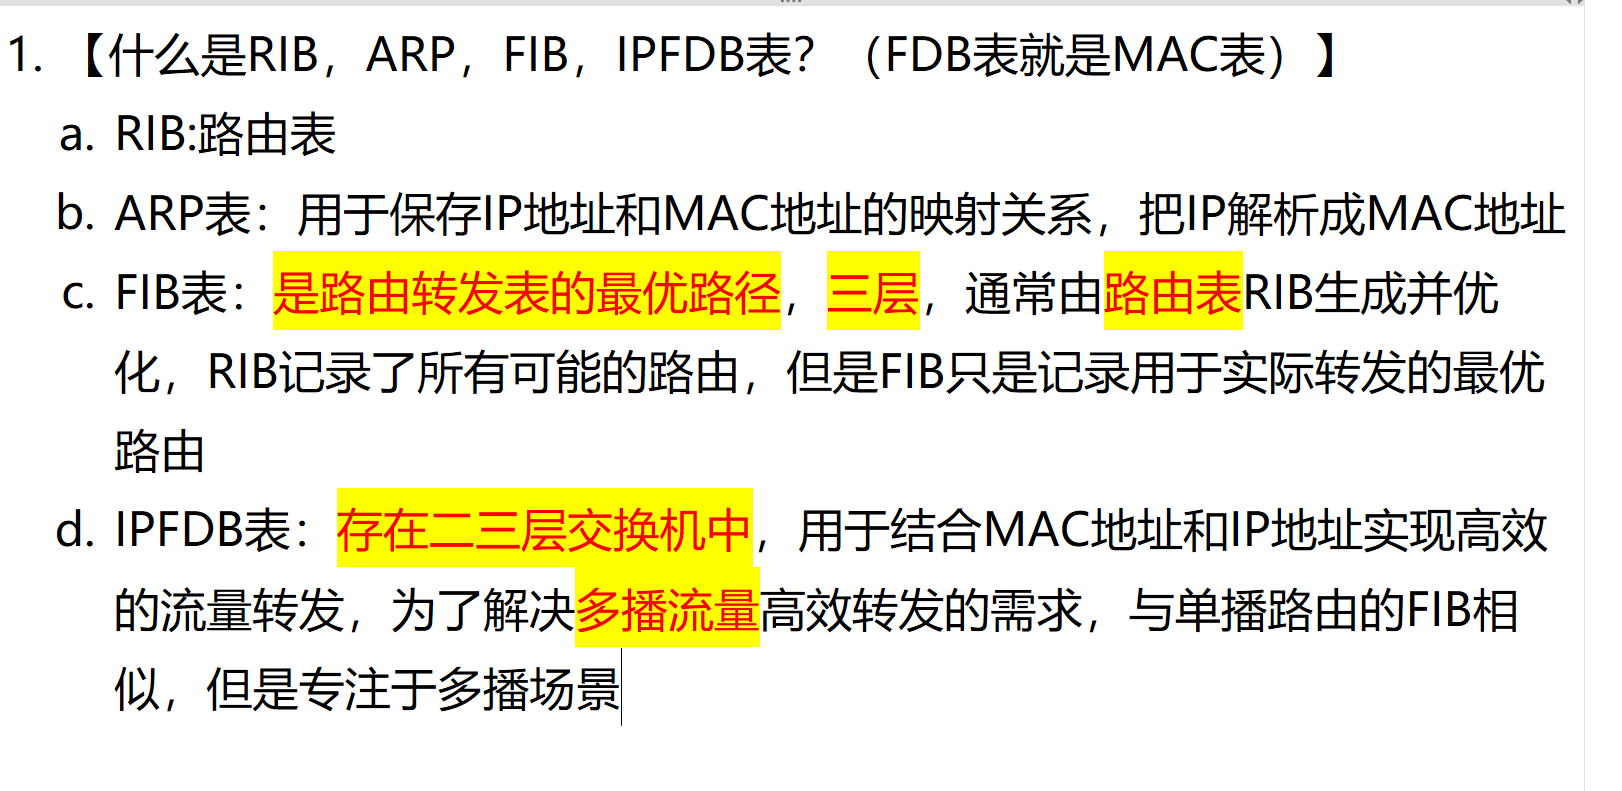 1. 【什么是RIB，ARP，FIB，IPFDB表？（FDB表就是MAC表）】
a. RIB:路由表
b. ARP表：用于保存IP地址和MAC地址的映射关系，把IP解析成MAC地址
c. FIB表：是路由转发表的最优路径，三层，通常由路由表RIB生成并优
化，RIB记录了所有可能的路由，但是FIB只是记录用于实际转发的最优
路由
d. IPFDB表：存在二三层交换机中，用于结合MAC地址和IP地址实现高效
的流量转发，为了解决多播流量高效转发的需求，与单播路由的FIB相
似，但是专注于多播场景